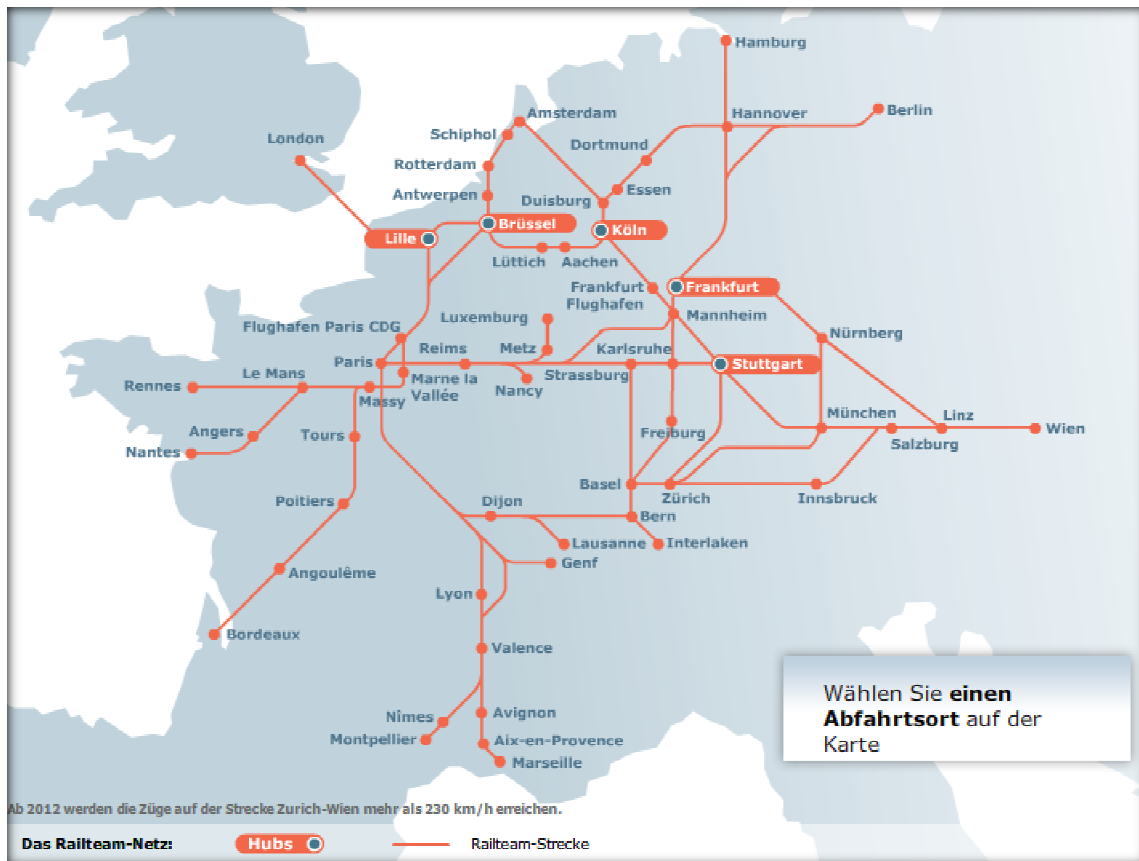 Hamburg
Hannover
Berlin
Amsterdam
Schiphol
Dortmund
London
Rotterdam
Essen
Antwerpen
Duisburg
Brüssel
Köln
Lille
Lüttich
Aachen
Frankfurt
Flughafen
Frankfurt
Luxemburg
Mannheim
Flughafen Paris CDG
Nürnberg
Reims
Metz
Karlsruhe
Paris
Stuttgart
Le Mans
Marne la
Vallée
Nancy
Strassburg
Rennes
Massy
München
Linz
Angers
Tours
Freiburg
Wien
Nantes
Salzburg
Basel
Zürich
Innsbruck
Poitiers
Dijon
Bern
Lausanne
Interlaken
Genf
Angoulême
Lyon
Bordeaux
Valence
Nîmes
Avignon
Montpellier
Aix-en-Provence
Marseille
Wählen Sie einen
Abfahrtsort auf der
Karte
Ab 2012 werden die Züge auf der Strecke Zurich-Wien mehr als 230 km/h erreichen.
Das Railteam-Netz:
Hubs
Railteam-Strecke